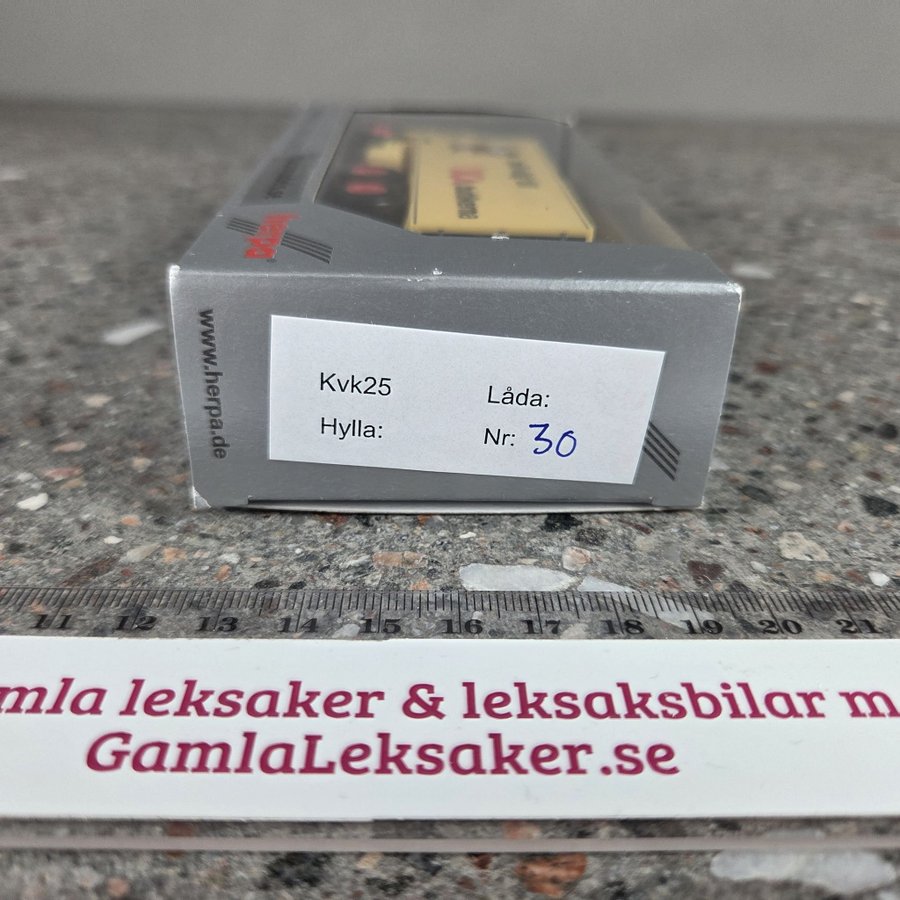 herpa
www.herpa.de
Kvk25 Låda:
Hylla: Nr: 30
11 12 13 14 15 16 17 18 19 20 21
mla leksaker & leksaksbilar m
GamlaLeksaker.se